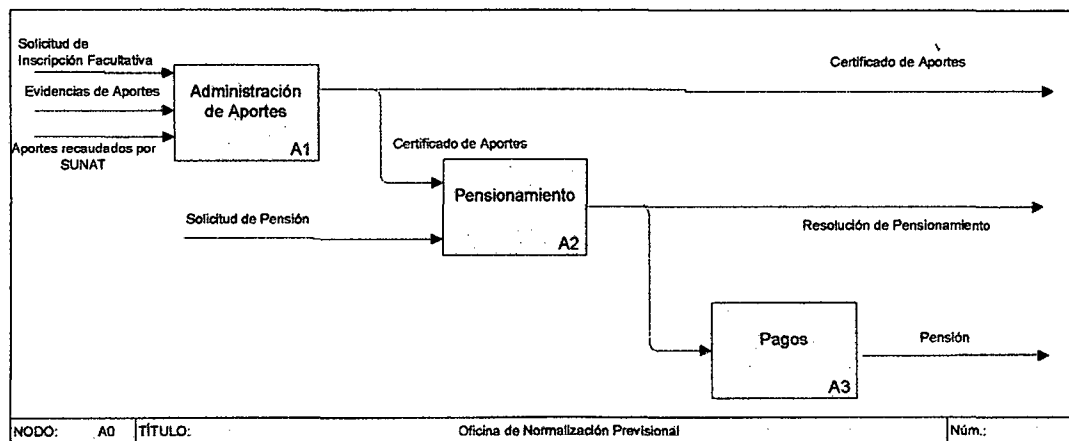 Solicitud de
Inscripción Facultativa
Evidencias de Aportes
Aportes recaudados por
SUNAT
Administración
de Aportes
A1
Certificado de Aportes
Certificado de Aportes
Solicitud de Pensión
Pensionamiento
A2
Resolución de Pensionamiento
Pagos
A3
Pensión
NODO: A0 TÍTULO: Oficina de Normalización Previsional Núm.: